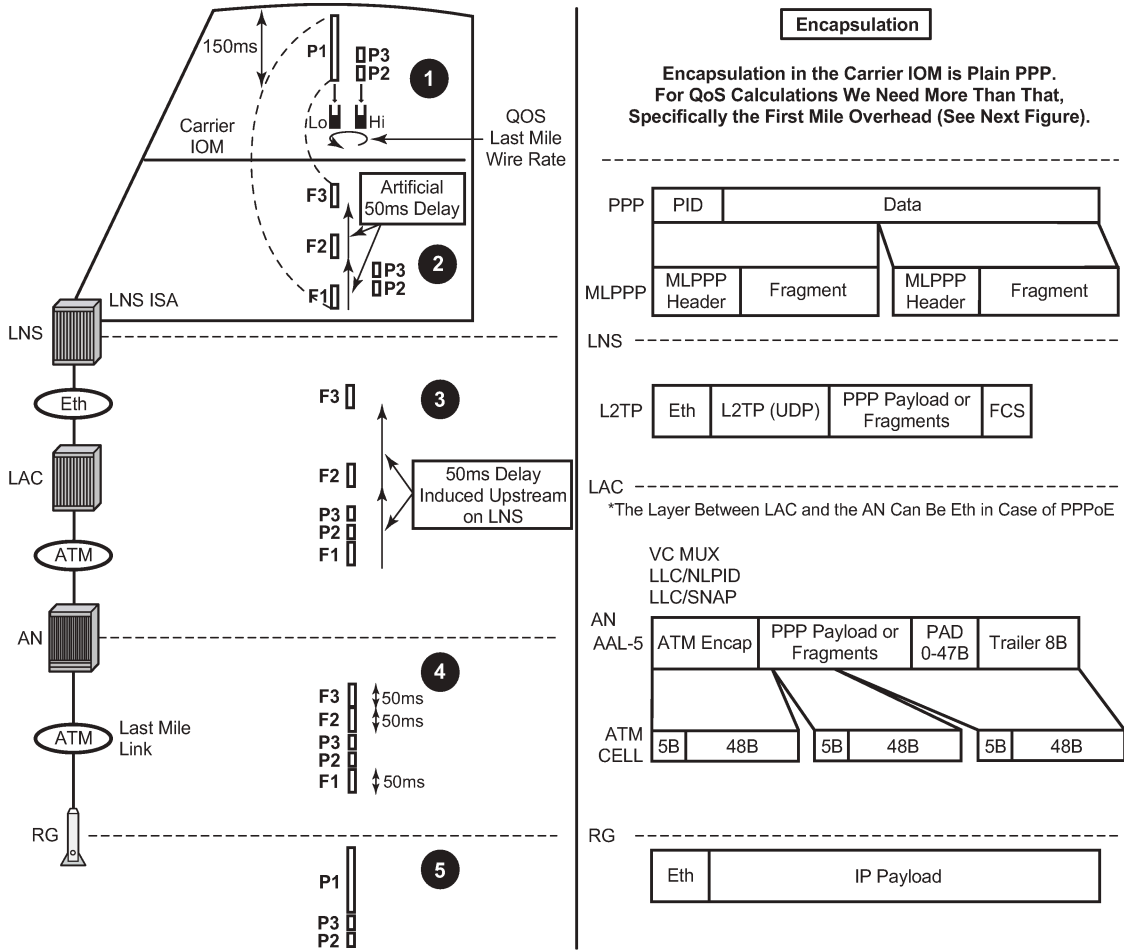 150ms
P1
P3
P2
1
Lo
Hi
QOS
Last Mile
Wire Rate
Carrier
IOM
F3
Artificial
50ms Delay
F2
2
P3
P2
F1
LNS ISA
LNS
Eth
F3
3
LAC
F2
50ms Delay
Induced Upstream
on LNS
P3
P2
F1
ATM
AN
4
F3
50ms
F2
50ms
P3
P2
F1
50ms
ATM
Last Mile
Link
RG
5
P1
P3
P2
Encapsulation
Encapsulation in the Carrier IOM is Plain PPP.
For QoS Calculations We Need More Than That,
Specifically the First Mile Overhead (See Next Figure).
PPP
PID
Data
MLPPP
MLPPP
Header
Fragment
MLPPP
Header
Fragment
LNS
L2TP
Eth
L2TP (UDP)
PPP Payload or
Fragments
FCS
LAC
*The Layer Between LAC and the AN Can Be Eth in Case of PPPoE
VC MUX
LLC/NLPID
LLC/SNAP
AN
AAL-5
ATM Encap
PPP Payload or
Fragments
PAD
0-47B
Trailer 8B
ATM
CELL
5B
48B
5B
48B
5B
48B
RG
Eth
IP Payload